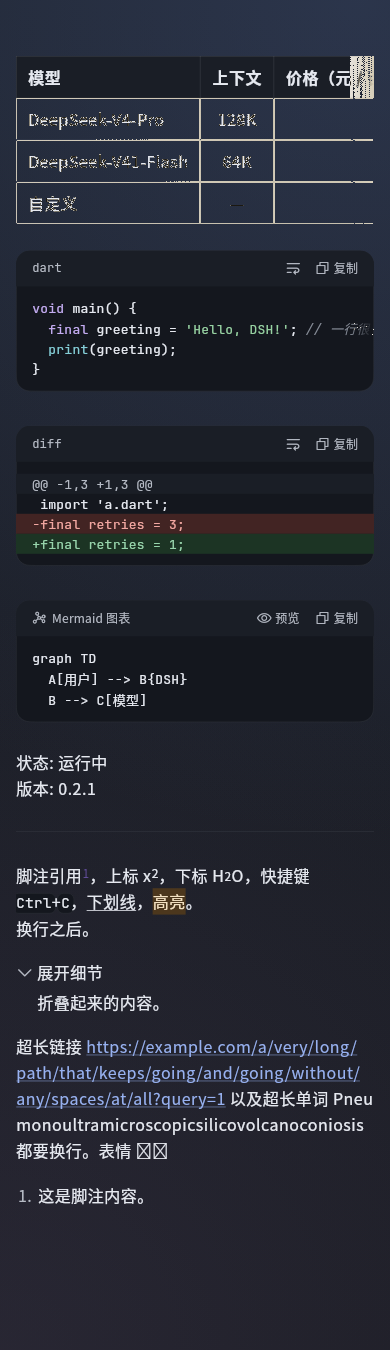 模型 上下文 价格（元
DeepSeek-V4-Pro 128K
DeepSeek-V4-Flash 64K
自定义 —
dart 复制
void main() {
  final greeting = 'Hello, DSH!'; // 一行很
  print(greeting);
}
diff 复制
@@ -1,3 +1,3 @@
 import 'a.dart';
-final retries = 3;
+final retries = 1;
Mermaid 图表 预览 复制
graph TD
  A[用户] --> B{DSH}
  B --> C[模型]
状态: 运行中
版本: 0.2.1
脚注引用1，上标 x²，下标 H2O，快捷键
Ctrl+C，下划线，高亮。
换行之后。
展开细节
折叠起来的内容。
超长链接 https://example.com/a/very/long/
path/that/keeps/going/and/going/without/
any/spaces/at/all?query=1 以及超长单词 Pneu
monoultramicroscopicsilicovolcanoconiosis
都要换行。表情
1. 这是脚注内容。